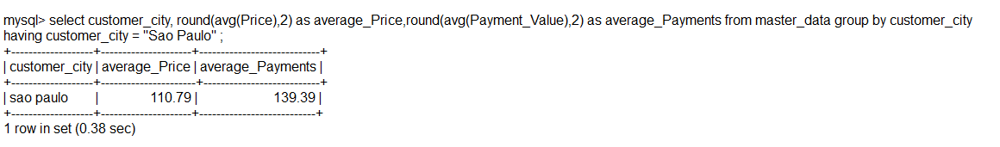 mysql> select customer_city, round(avg(Price),2) as average_Price,round(avg(Payment_Value),2) as average_Payments from master_data group by customer_city
having customer_city = "Sao Paulo" ;
+--------------------+----------------------+----------------------------+
| customer_city | average_Price | average_Payments |
+--------------------+----------------------+----------------------------+
| sao paulo | 110.79 | 139.39 |
+--------------------+----------------------+---------------------------+
1 row in set (0.38 sec)